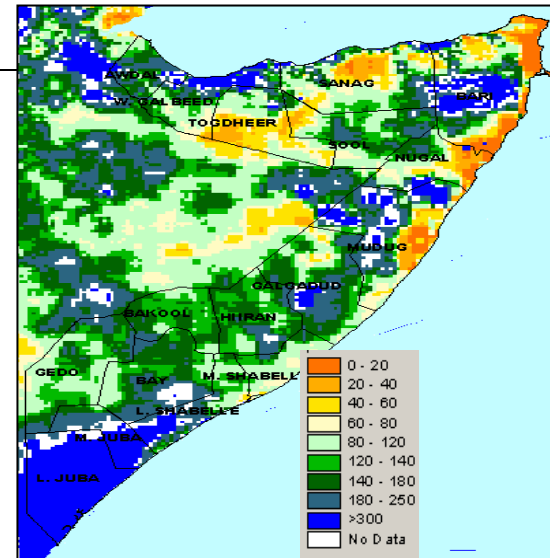 AWDAL
SANAG
BARI
W. GALBEED
TOGDHEER
SOOL
NUGAL
MUDUG
GALGADUD
BAKOOL
HIIRAN
GEDO
BAY
M. SHABELL
L. SHABELLE
M. JUBA
L. JUBA
0 - 20
20 - 40
40 - 60
60 - 80
80 - 120
120 - 140
140 - 180
180 - 250
>300
No Data